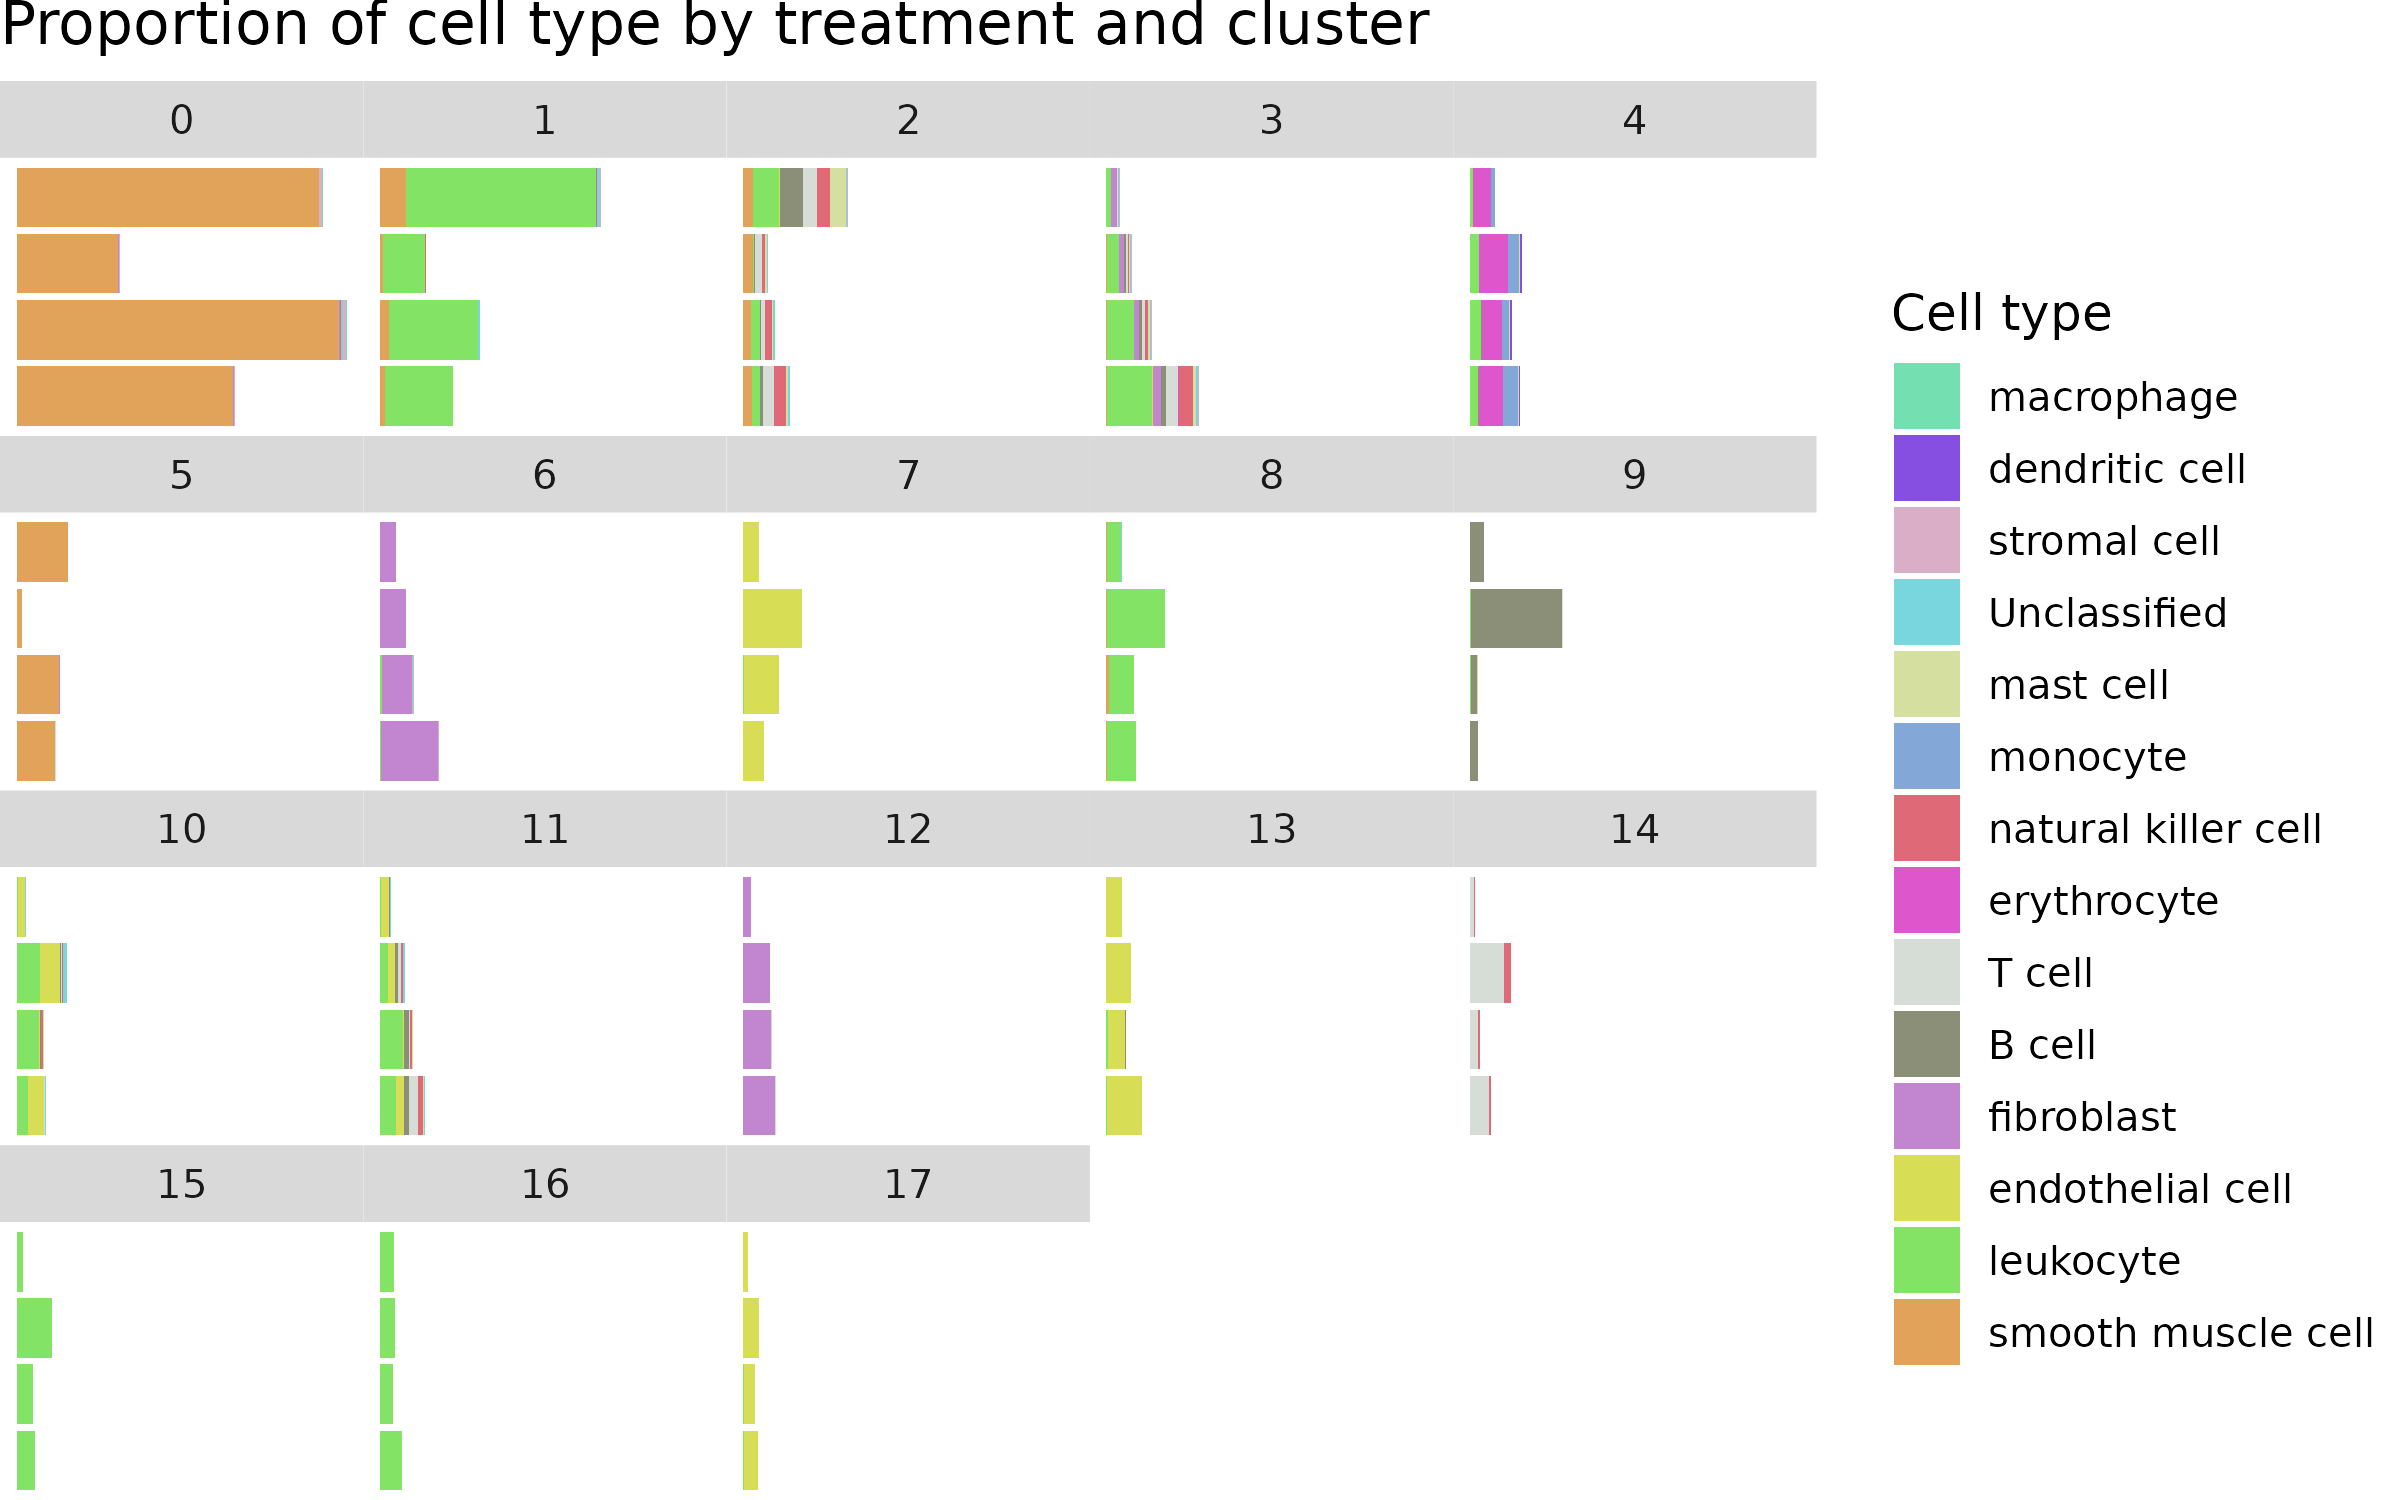 Proportion of cell type by treatment and cluster
0 1 2 3 4
5 6 7 8 9
10 11 12 13 14
15 16 17
Cell type
macrophage
dendritic cell
stromal cell
Unclassified
mast cell
monocyte
natural killer cell
erythrocyte
T cell
B cell
fibroblast
endothelial cell
leukocyte
smooth muscle cell